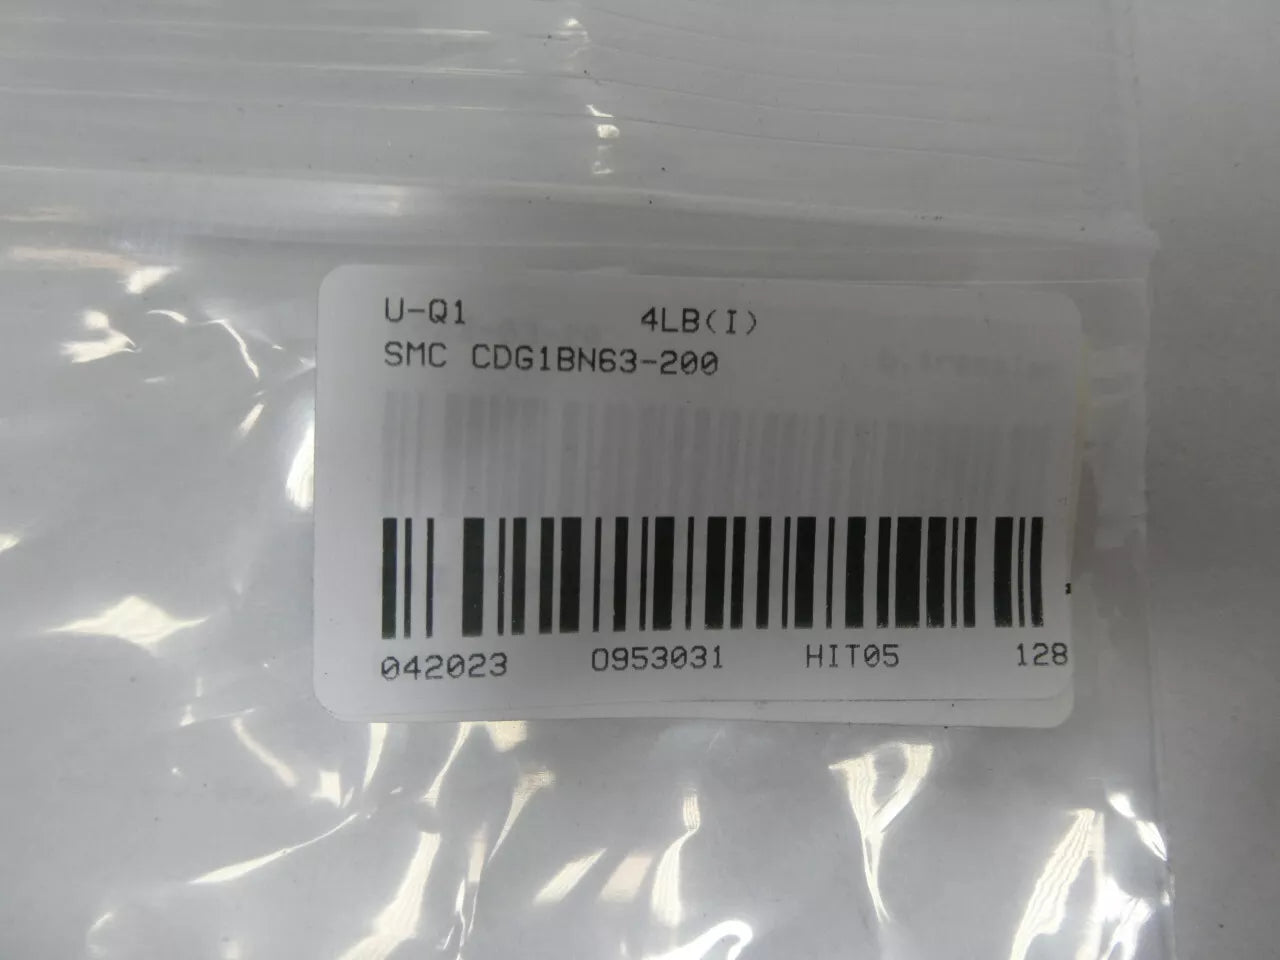 U-Q1 4LB(I)
SMC CDG1BN63-200
042023 0953031 HIT05 128